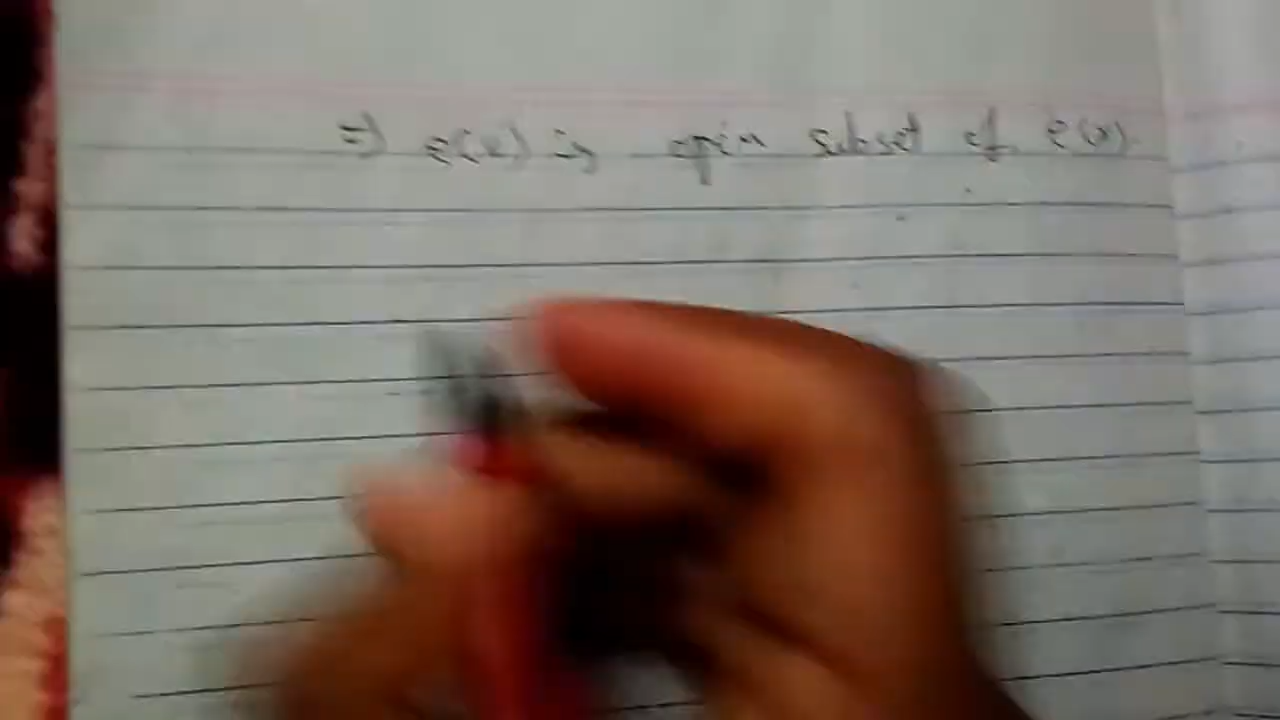 =) e(x) is open subset of e(x).